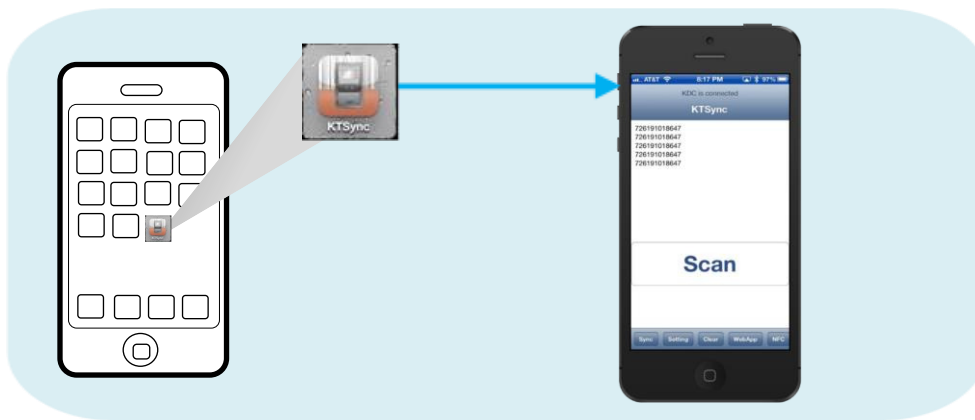 KTSync
AT&T 8:17 PM 97%
KDC is connected
KTSync
726191018647
726191018647
726191018647
726191018647
726191018647
Scan
Sync Setting Clear WebApp NFC